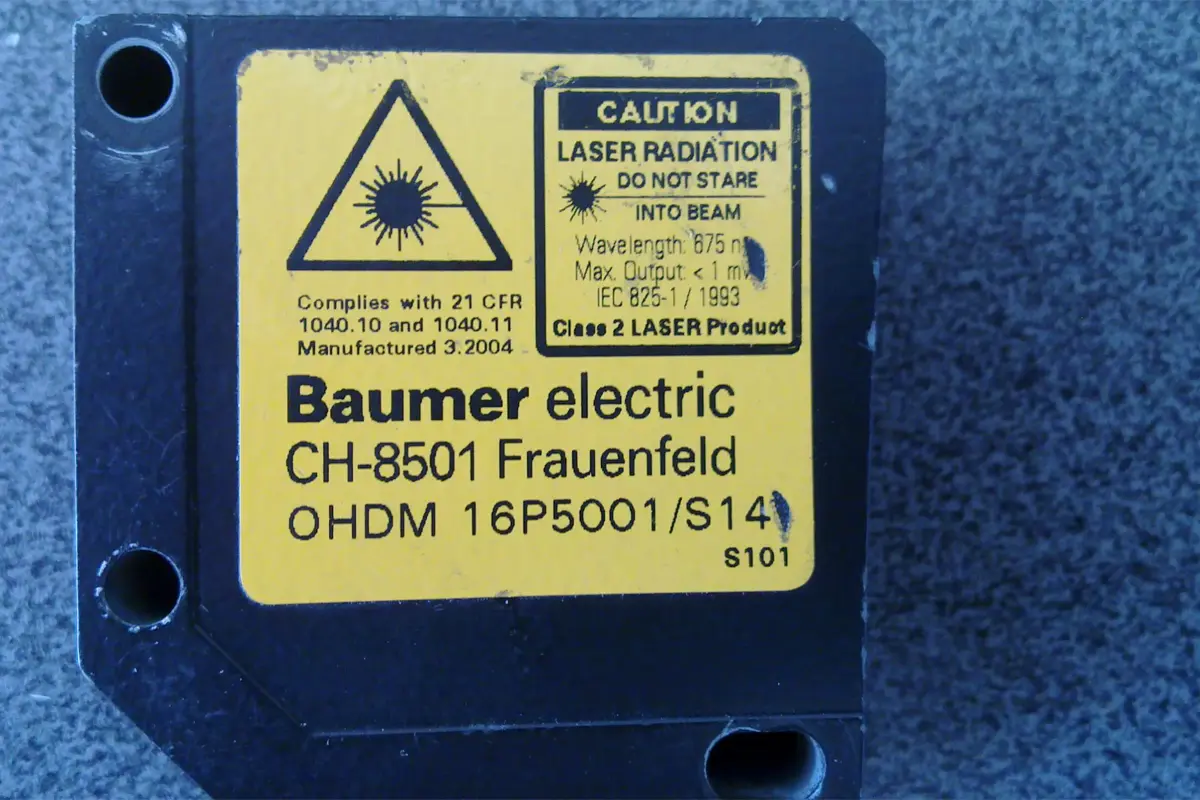 CAUTION
LASER RADIATION
DO NOT STARE
INTO BEAM
Wavelength: 675
Max. Output: < 1
IEC 825-1 / 1993
Class 2 LASER Product
Complies with 21 CFR
1040.10 and 1040.11
Manufactured 3.2004
Baumer electric
CH-8501 Frauenfeld
OHDM 16P5001/S14
S101